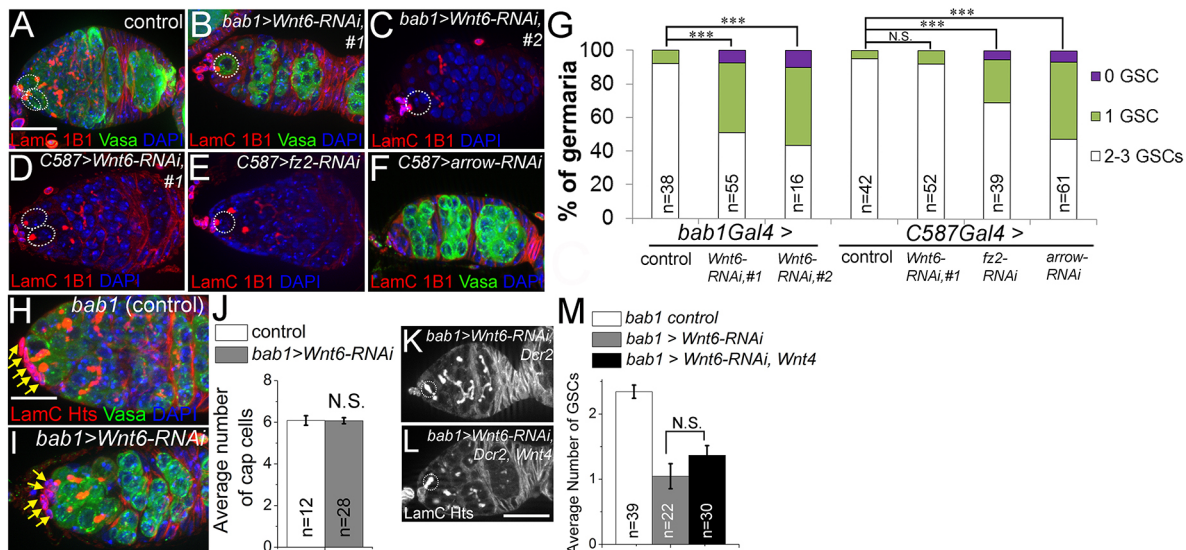 A
control
LamC 1B1 Vasa DAPI
B
bab1>Wnt6-RNAi,
#1
LamC 1B1 Vasa DAPI
C
bab1>Wnt6-RNAi,
#2
LamC 1B1 DAPI
D
C587>Wnt6-RNAi,
#1
LamC 1B1 DAPI
E
C587>fz2-RNAi
LamC 1B1 DAPI
F
C587>arrow-RNAi
LamC 1B1 Vasa DAPI
G
% of germaria
100
80
60
40
20
0
***
***
***
***
N.S.
n=38
n=55
n=16
n=42
n=52
n=39
n=61
bab1Gal4 >
C587Gal4 >
control
Wnt6-
RNAi,#1
Wnt6-
RNAi,#2
control
Wnt6-
RNAi,#1
fz2-
RNAi
arrow-
RNAi
0 GSC
1 GSC
2-3 GSCs
H
bab1 (control)
LamC Hts Vasa DAPI
I
bab1>Wnt6-RNAi
J
control
bab1>Wnt6-RNAi
Average number
of cap cells
8
6
4
2
0
N.S.
n=12
n=28
K
bab1>Wnt6-RNAi,
Dcr2
L
bab1>Wnt6-RNAi,
Dcr2, Wnt4
LamC Hts
M
bab1 control
bab1 > Wnt6-RNAi
bab1 > Wnt6-RNAi, Wnt4
Average Number of GSCs
2
1
0
N.S.
n=39
n=22
n=30